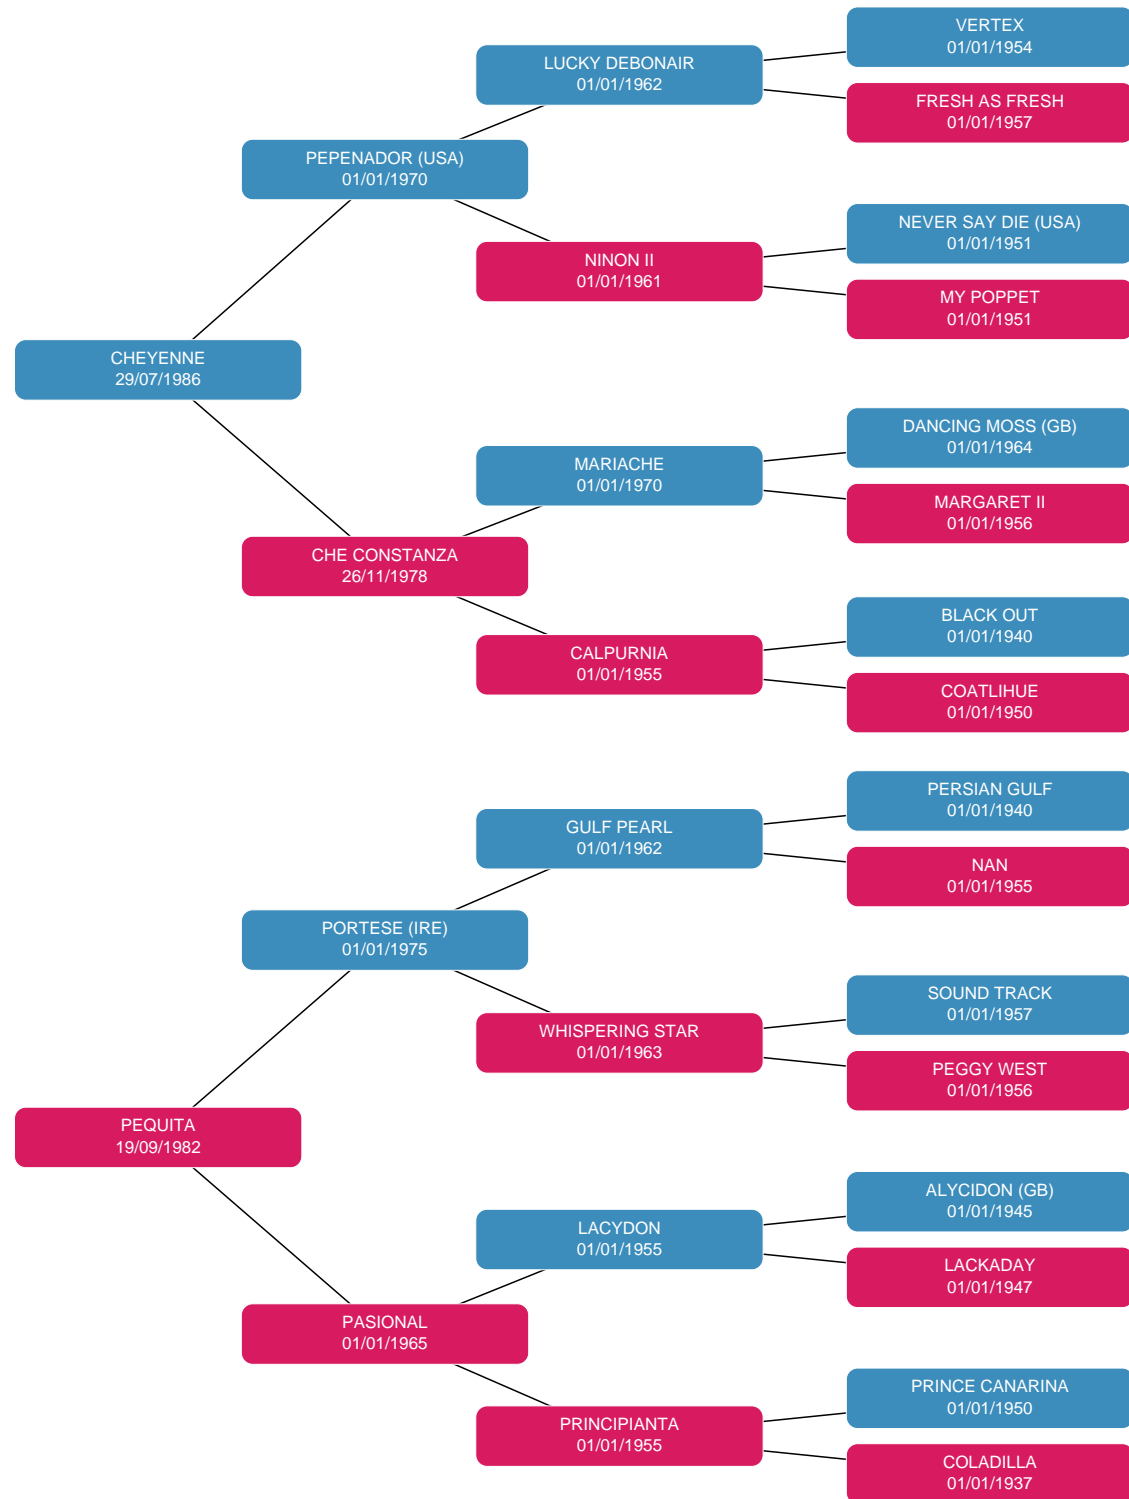 VERTEX
01/01/1954
LUCKY DEBONAIR
01/01/1962
FRESH AS FRESH
01/01/1957
PEPENADOR (USA)
01/01/1970
NEVER SAY DIE (USA)
01/01/1951
NINON II
01/01/1961
MY POPPET
01/01/1951
CHEYENNE
29/07/1986
DANCING MOSS (GB)
01/01/1964
MARIACHE
01/01/1970
MARGARET II
01/01/1956
CHE CONSTANZA
26/11/1978
BLACK OUT
01/01/1940
CALPURNIA
01/01/1955
COATLIHUE
01/01/1950
PERSIAN GULF
01/01/1940
GULF PEARL
01/01/1962
NAN
01/01/1955
PORTESE (IRE)
01/01/1975
SOUND TRACK
01/01/1957
WHISPERING STAR
01/01/1963
PEGGY WEST
01/01/1956
PEQUITA
19/09/1982
ALYCIDON (GB)
01/01/1945
LACYDON
01/01/1955
LACKADAY
01/01/1947
PASIONAL
01/01/1965
PRINCE CANARINA
01/01/1950
PRINCIPIANTA
01/01/1955
COLADILLA
01/01/1937